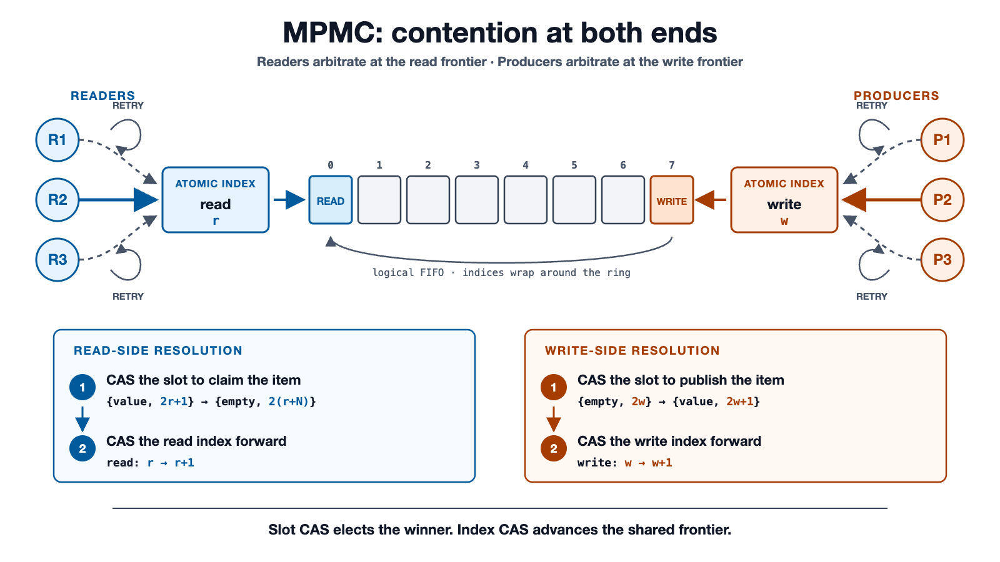 MPMC: contention at both ends
Readers arbitrate at the read frontier · Producers arbitrate at the write frontier
READERS
PRODUCERS
RETRY
RETRY
R1
P1
0 1 2 3 4 5 6 7
ATOMIC INDEX
read
r
R2
READ
WRITE
ATOMIC INDEX
write
w
P2
R3
P3
logical FIFO · indices wrap around the ring
RETRY
RETRY
READ-SIDE RESOLUTION
1 CAS the slot to claim the item
{value, 2r+1} → {empty, 2(r+N)}
2 CAS the read index forward
read: r → r+1
WRITE-SIDE RESOLUTION
1 CAS the slot to publish the item
{empty, 2w} → {value, 2w+1}
2 CAS the write index forward
write: w → w+1
Slot CAS elects the winner. Index CAS advances the shared frontier.